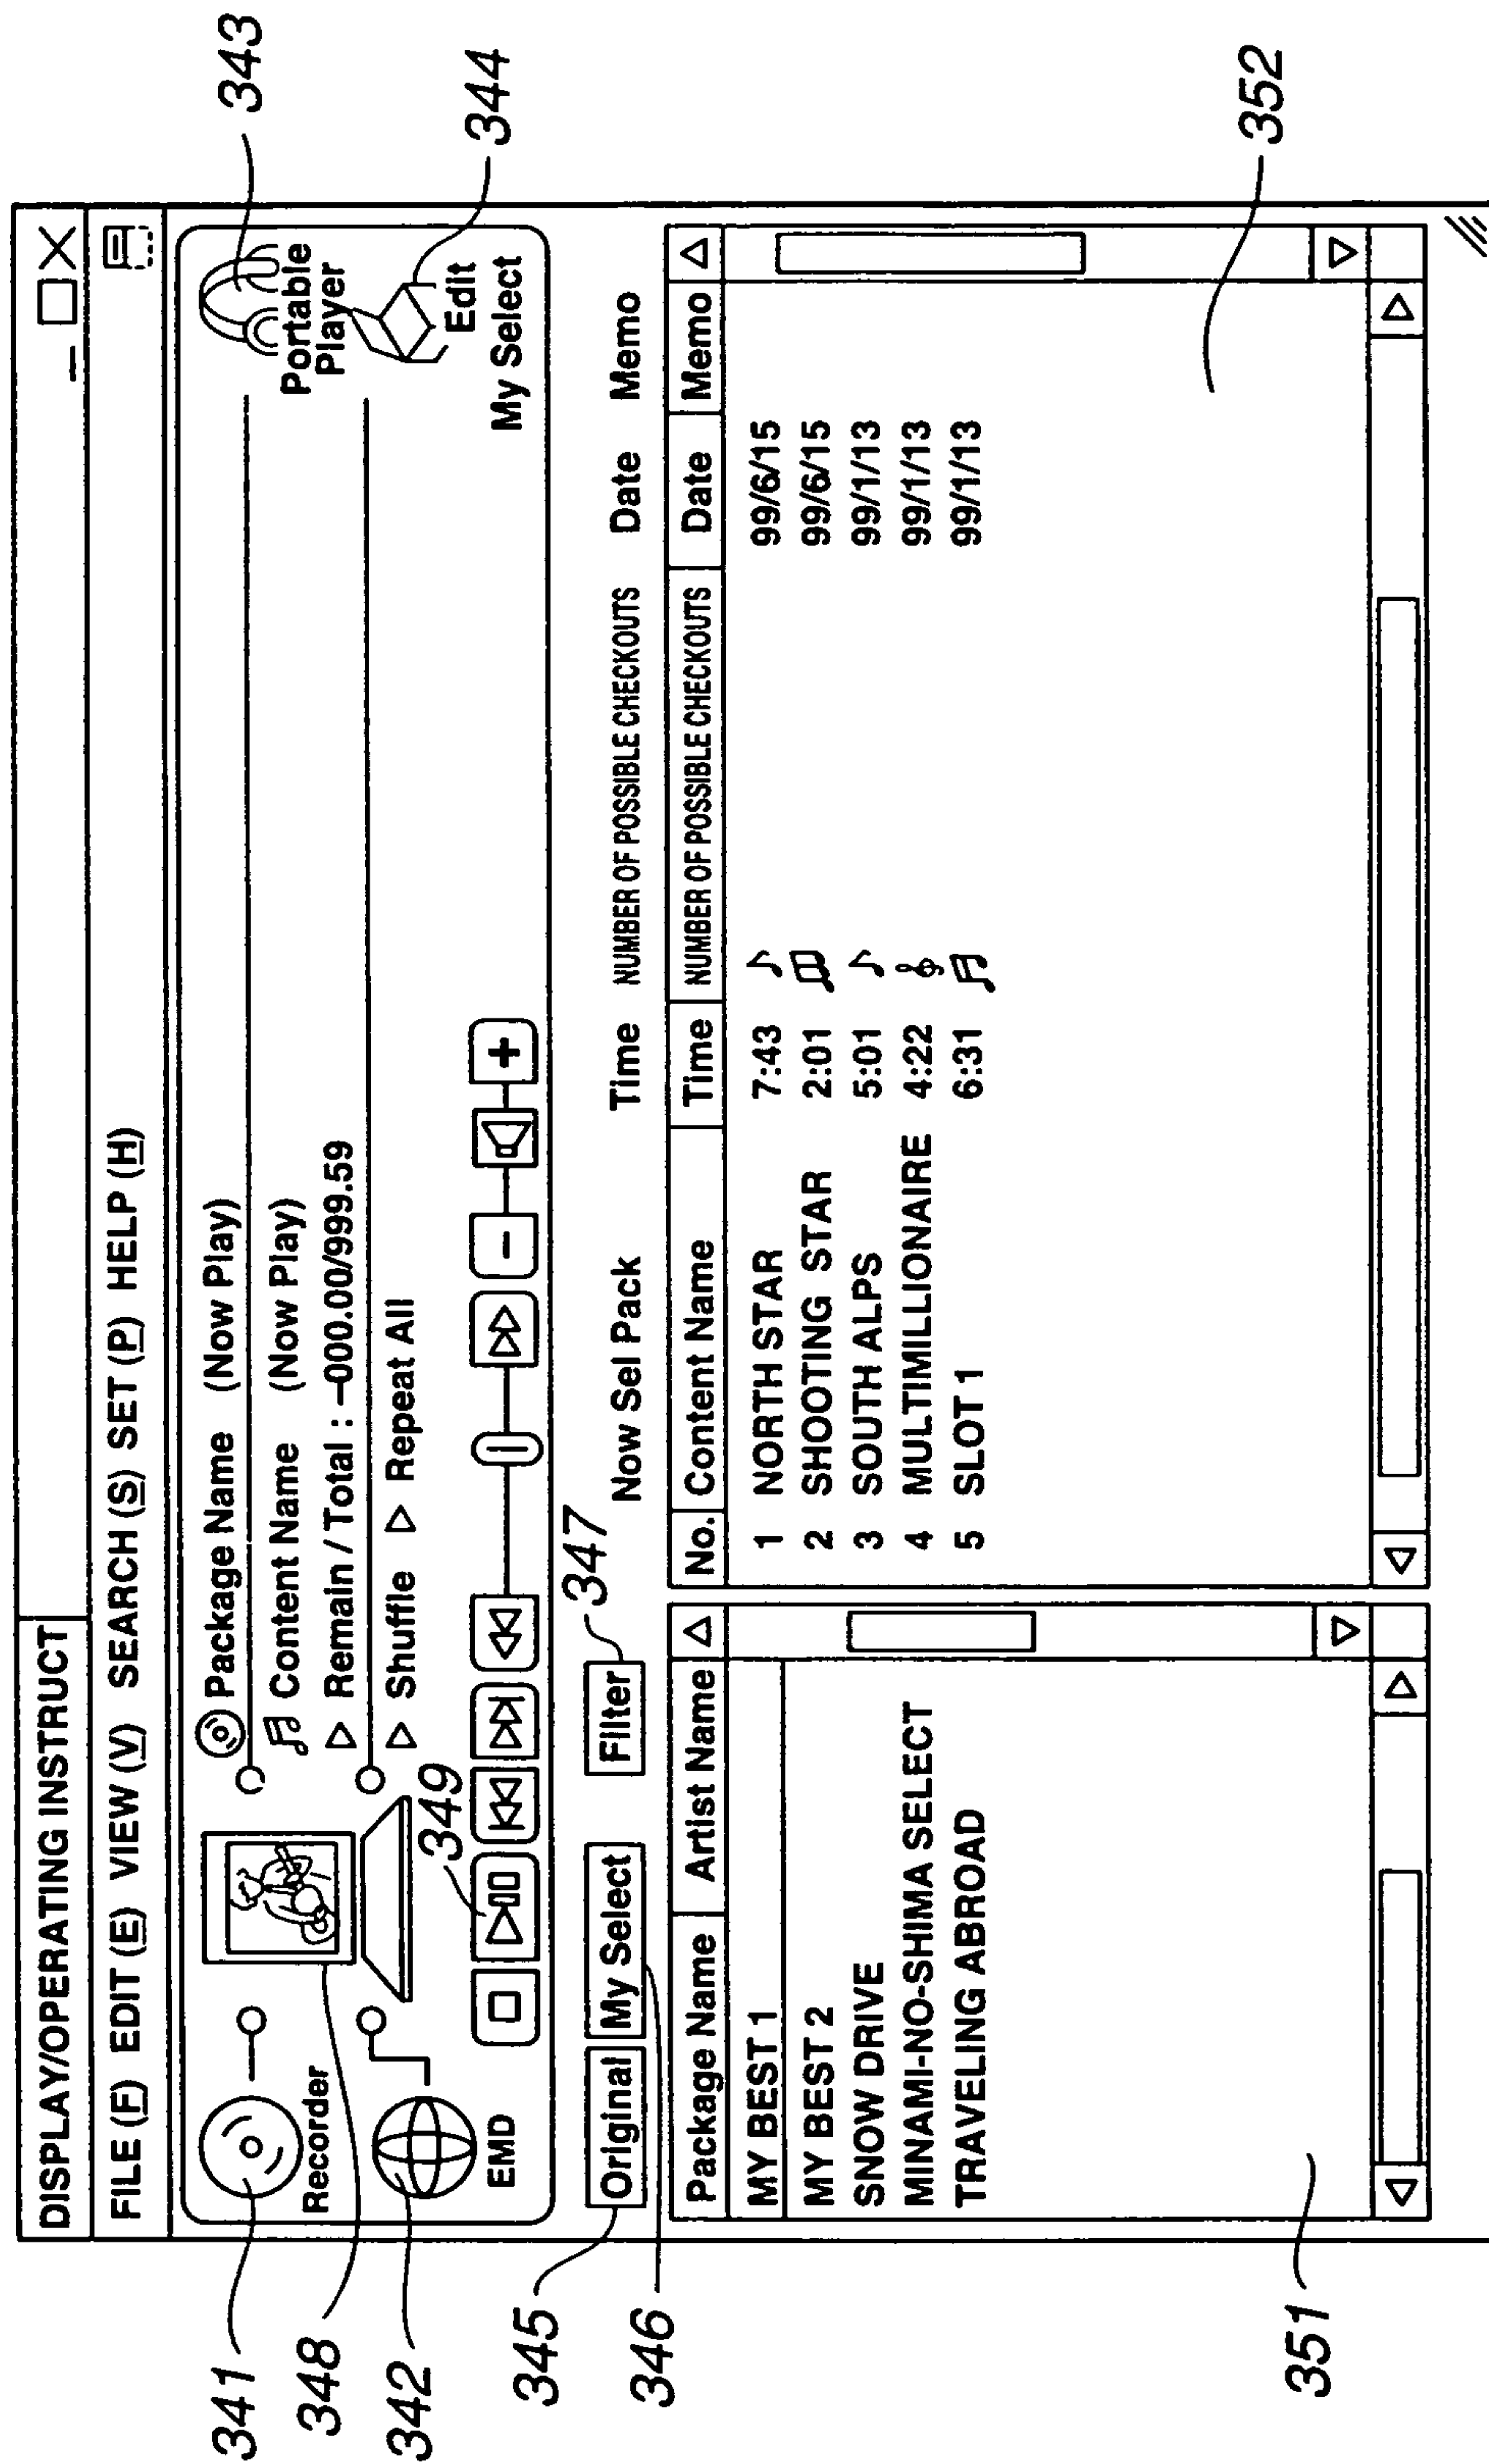 DISPLAY/OPERATING INSTRUCT
FILE (F) EDIT (E) VIEW (V) SEARCH (S) SET (P) HELP (H)
341
348
342
Recorder
EMD
Package Name (Now Play)
Content Name (Now Play)
Remain / Total : –000.00/999.59
Shuffle Repeat All
349
Portable
Player
343
Edit
My Select
344
345
346
Original My Select Filter
347
Now Sel Pack Time NUMBER OF POSSIBLE CHECKOUTS Date Memo
Package Name Artist Name
MY BEST 1
MY BEST 2
SNOW DRIVE
MINAMI-NO-SHIMA SELECT
TRAVELING ABROAD
351
No. Content Name Time NUMBER OF POSSIBLE CHECKOUTS Date Memo
1 NORTH STAR 7:43 99/6/15
2 SHOOTING STAR 2:01 99/6/15
3 SOUTH ALPS 5:01 99/1/13
4 MULTIMILLIONAIRE 4:22 99/1/13
5 SLOT 1 6:31 99/1/13
352